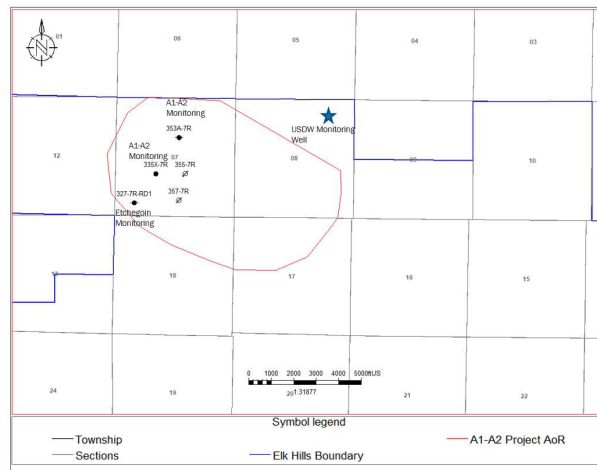 N
01
06
05
04
03
A1-A2
Monitoring
353A-7R
USDW Monitoring
Well
A1-A2
Monitoring
12
07
08
09
10
335X-7R
355-7R
327-7R-RD1
357-7R
Etchegoin
Monitoring
13
18
17
16
15
0 1000 2000 3000 4000 5000ftUS
1:31877
24
19
20
21
22
Symbol legend
Township
A1-A2 Project AoR
Sections
Elk Hills Boundary